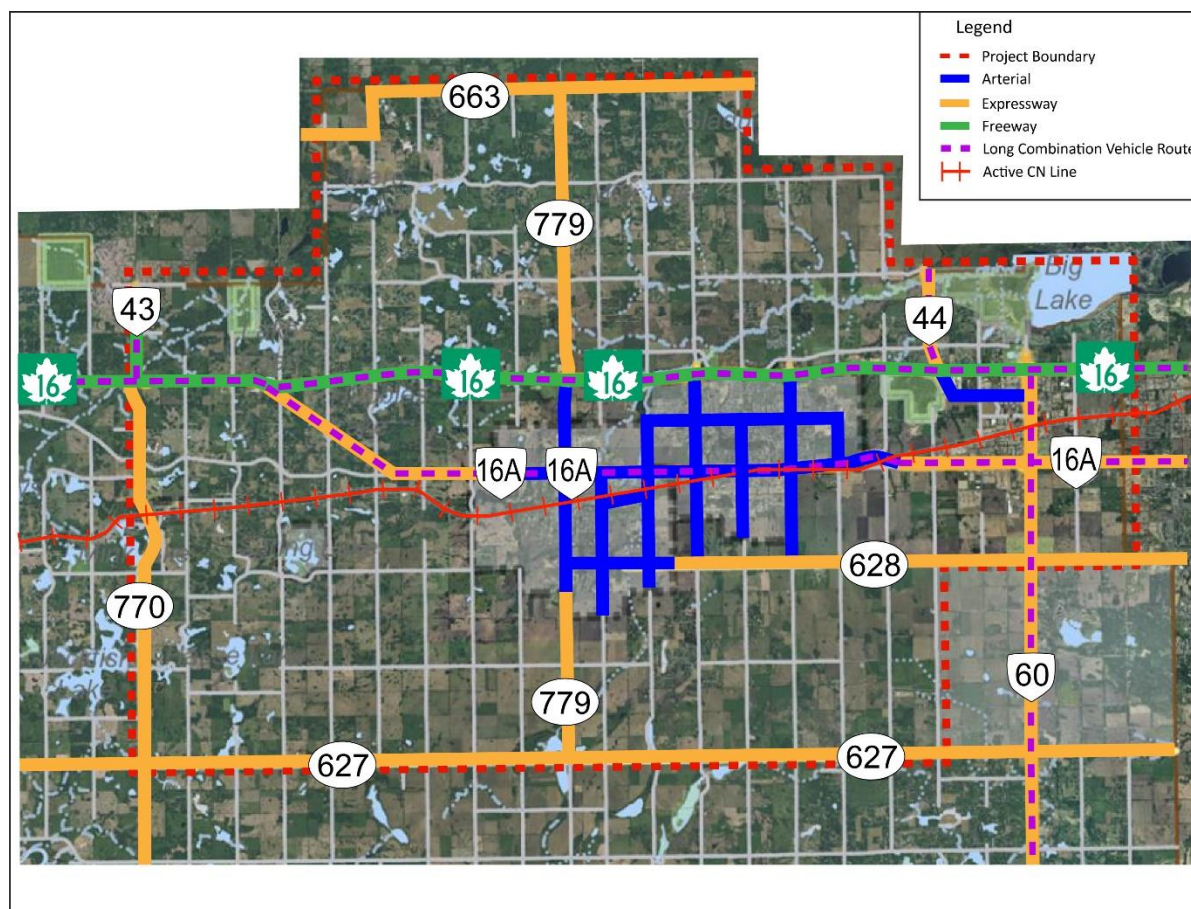 Legend
Project Boundary
Arterial
Expressway
Freeway
Long Combination Vehicle Route
Active CN Line
663
779
43
44
Big
Lake
16
16
16
16
16A
16A
16A
628
770
60
779
627
627